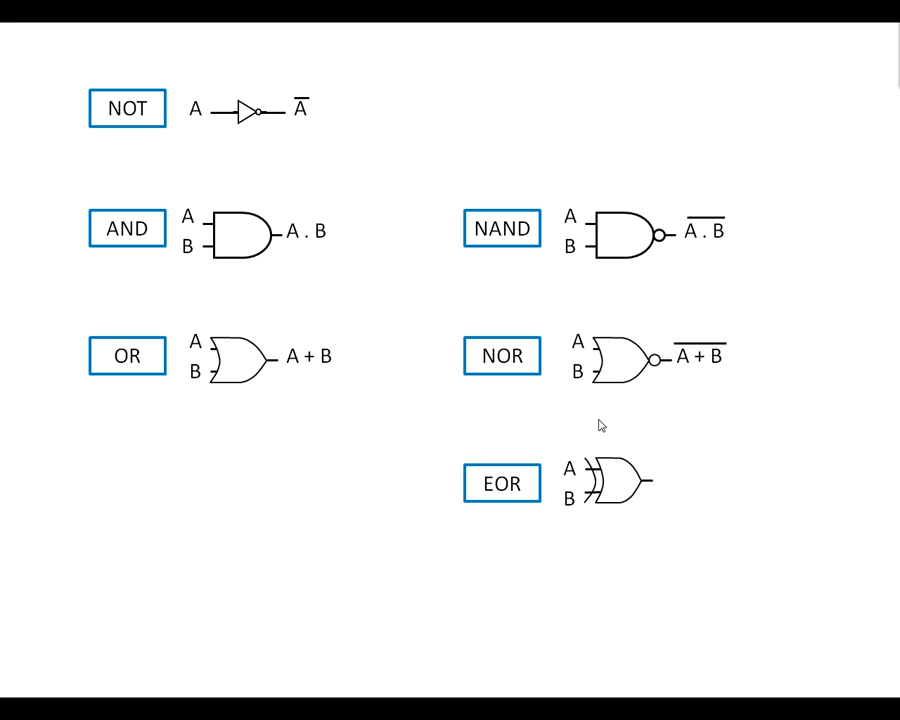 NOT A A̅
AND A B A . B
NAND A B A̅ ̅.̅ ̅B̅
OR A B A + B
NOR A B A̅ ̅+̅ ̅B̅
EOR A B